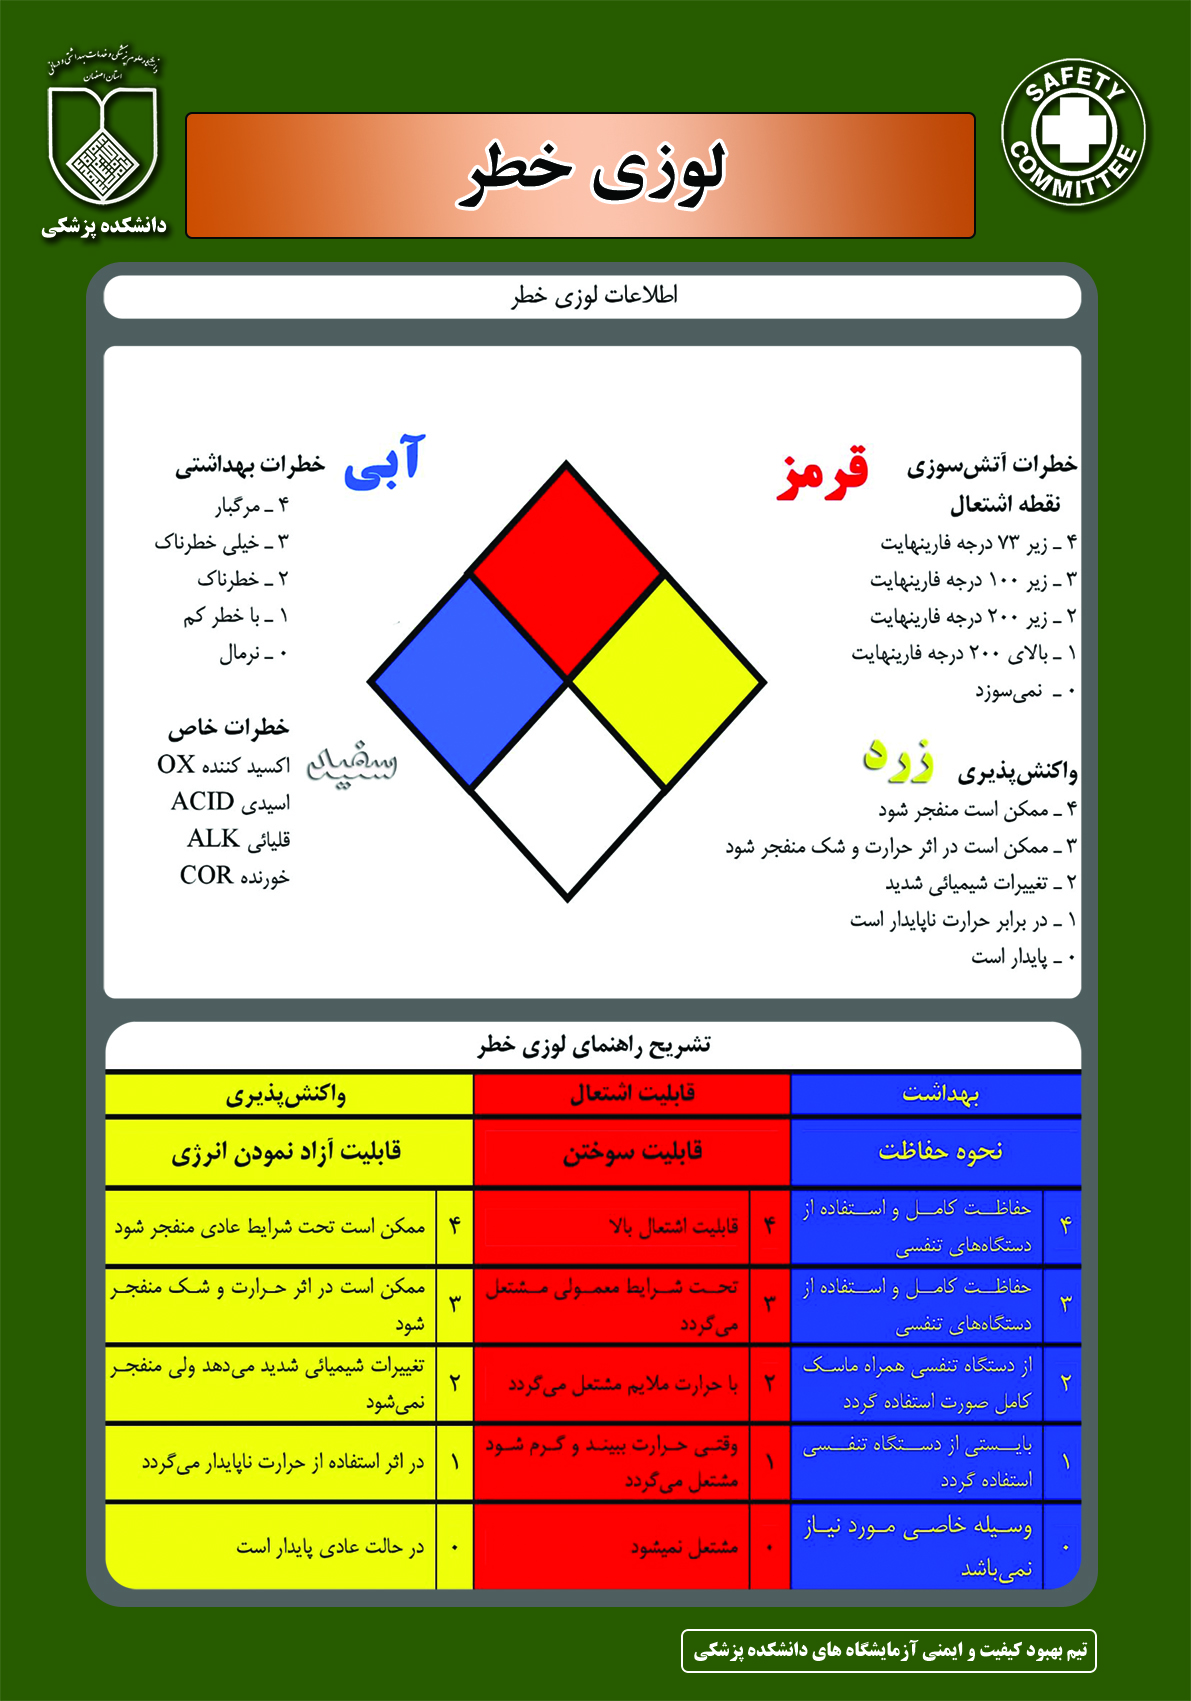 دانشگاه علوم پزشکی و خدمات بهداشتی و درمانی
استان اصفهان
دانشکده پزشکی
SAFETY COMMITTEE
لوزی خطر
اطلاعات لوزی خطر
قرمز
خطرات آتش‌سوزی
نقطه اشتعال
۴ ـ زیر ۷۳ درجه فارینهایت
۳ ـ زیر ۱۰۰ درجه فارینهایت
۲ ـ زیر ۲۰۰ درجه فارینهایت
۱ ـ بالای ۲۰۰ درجه فارینهایت
۰ ـ نمی‌سوزد
آبی
خطرات بهداشتی
۴ ـ مرگبار
۳ ـ خیلی خطرناک
۲ ـ خطرناک
۱ ـ با خطر کم
۰ ـ نرمال
زرد
واکنش‌پذیری
۴ ـ ممکن است منفجر شود
۳ ـ ممکن است در اثر حرارت و شک منفجر شود
۲ ـ تغییرات شیمیائی شدید
۱ ـ در برابر حرارت ناپایدار است
۰ ـ پایدار است
سفید
خطرات خاص
اکسید کننده OX
اسیدی ACID
قلیائی ALK
خورنده COR
تشریح راهنمای لوزی خطر
بهداشت
قابلیت اشتعال
واکنش‌پذیری
نحوه حفاظت
قابلیت سوختن
قابلیت آزاد نمودن انرژی
۴
حفاظت کامل و استفاده از
دستگاه‌های تنفسی
۴
قابلیت اشتعال بالا
۴
ممکن است تحت شرایط عادی منفجر شود
۳
حفاظت کامل و استفاده از
دستگاه‌های تنفسی
۳
تحت شرایط معمولی مشتعل
می‌گردد
۳
ممکن است در اثر حرارت و شک منفجر
شود
۲
از دستگاه تنفسی همراه ماسک
کامل صورت استفاده گردد
۲
با حرارت ملایم مشتعل می‌گردد
۲
تغییرات شیمیائی شدید می‌دهد ولی منفجر
نمی‌شود
۱
بایستی از دستگاه تنفسی
استفاده گردد
۱
وقتی حرارت ببیند و گرم شود
مشتعل می‌گردد
۱
در اثر استفاده از حرارت ناپایدار می‌گردد
۰
وسیله خاصی مورد نیاز
نمی‌باشد
۰
مشتعل نمیشود
۰
در حالت عادی پایدار است
تیم بهبود کیفیت و ایمنی آزمایشگاه های دانشکده پزشکی